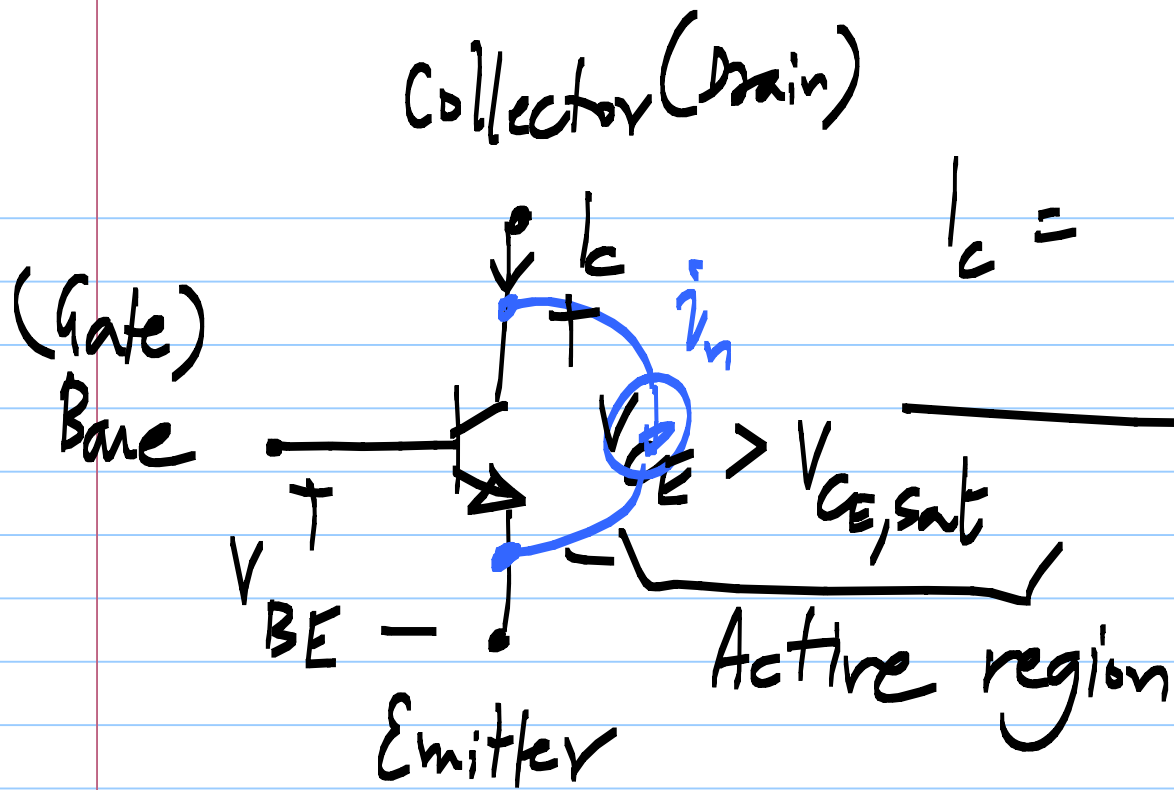 Collector (Drain)
I_C
I_C =
i_n
(Gate)
Base
+
+
V_CE > V_CE,sat
V_BE
−
−
Active region
Emitter